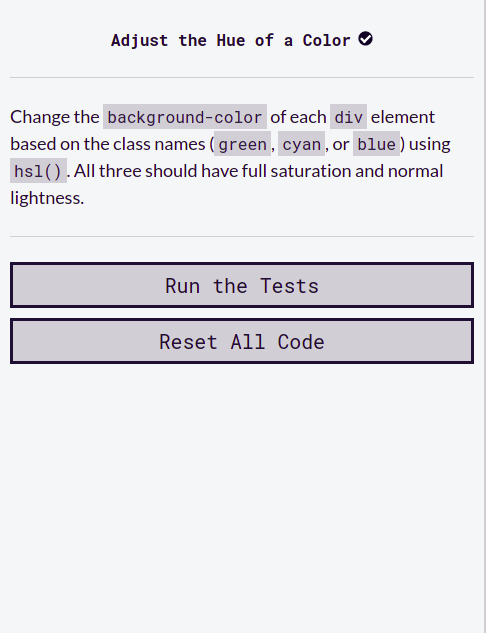 Adjust the Hue of a Color
Change the background-color of each div element
based on the class names (green, cyan, or blue) using
hsl(). All three should have full saturation and normal
lightness.
Run the Tests
Reset All Code